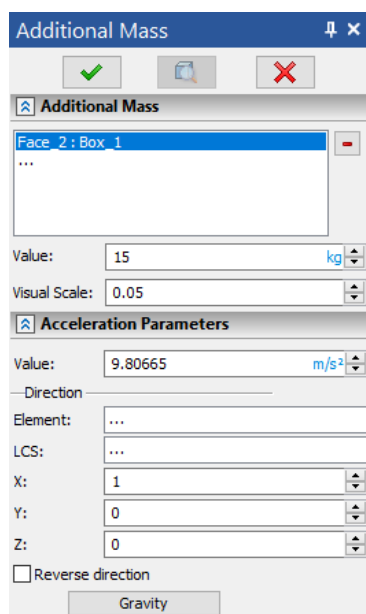 Additional Mass
Additional Mass
Face_2 : Box_1
...
Value: 15 kg
Visual Scale: 0.05
Acceleration Parameters
Value: 9.80665 m/s²
Direction
Element: ...
LCS: ...
X: 1
Y: 0
Z: 0
Reverse direction
Gravity